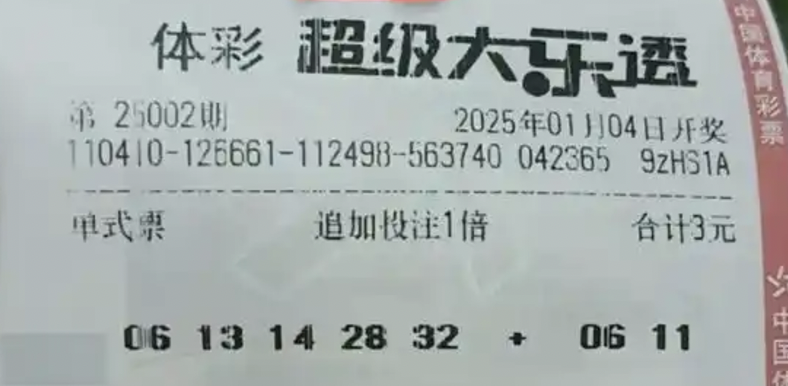 体彩 超级大乐透
第 25002期 2025年01月04日开奖
110410-126661-112498-563740 042365 9zHS1A
单式票 追加投注1倍 合计3元
06 13 14 28 32 + 06 11
中国体育彩票
中国体